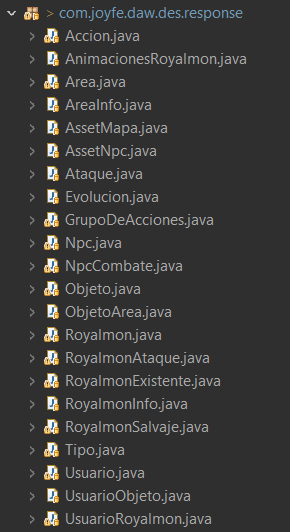 > com.joyfe.daw.des.response
Accion.java
AnimacionesRoyalmon.java
Area.java
AreaInfo.java
AssetMapa.java
AssetNpc.java
Ataque.java
Evolucion.java
GrupoDeAcciones.java
Npc.java
NpcCombate.java
Objeto.java
ObjetoArea.java
Royalmon.java
RoyalmonAtaque.java
RoyalmonExistente.java
RoyalmonInfo.java
RoyalmonSalvaje.java
Tipo.java
Usuario.java
UsuarioObjeto.java
UsuarioRoyalmon.java